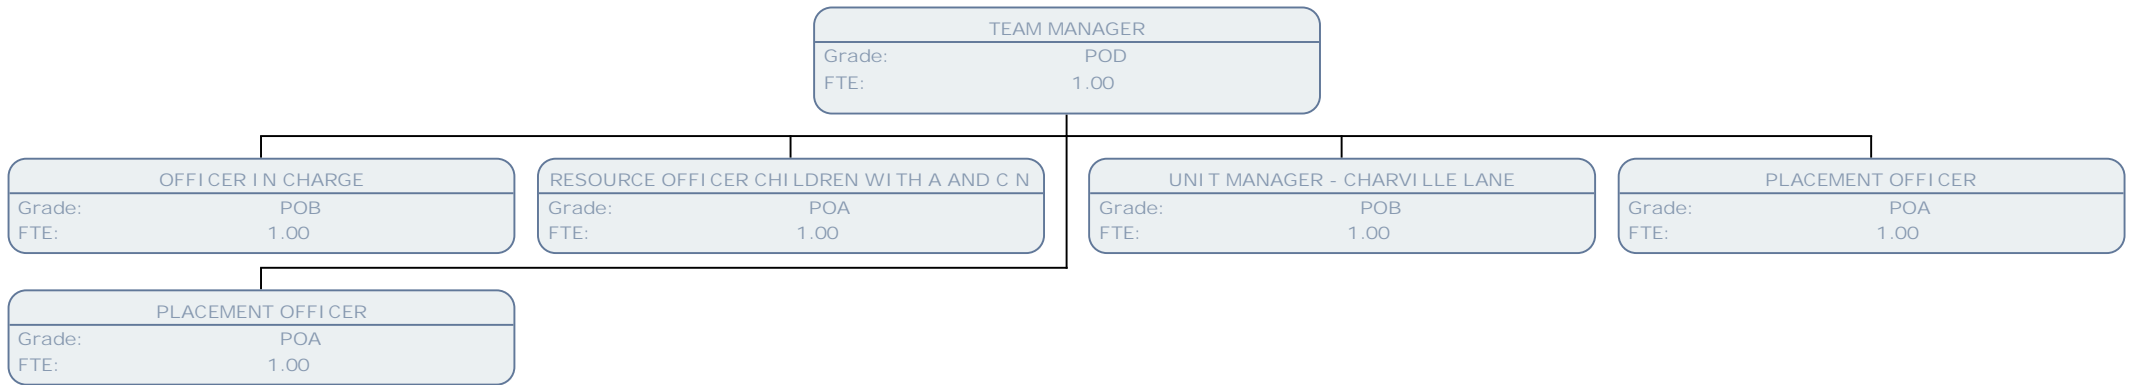 TEAM MANAGER
Grade: POD
FTE: 1.00
OFFICER IN CHARGE
Grade: POB
FTE: 1.00
RESOURCE OFFICER CHILDREN WITH A AND C N
Grade: POA
FTE: 1.00
UNIT MANAGER - CHARVILLE LANE
Grade: POB
FTE: 1.00
PLACEMENT OFFICER
Grade: POA
FTE: 1.00
PLACEMENT OFFICER
Grade: POA
FTE: 1.00